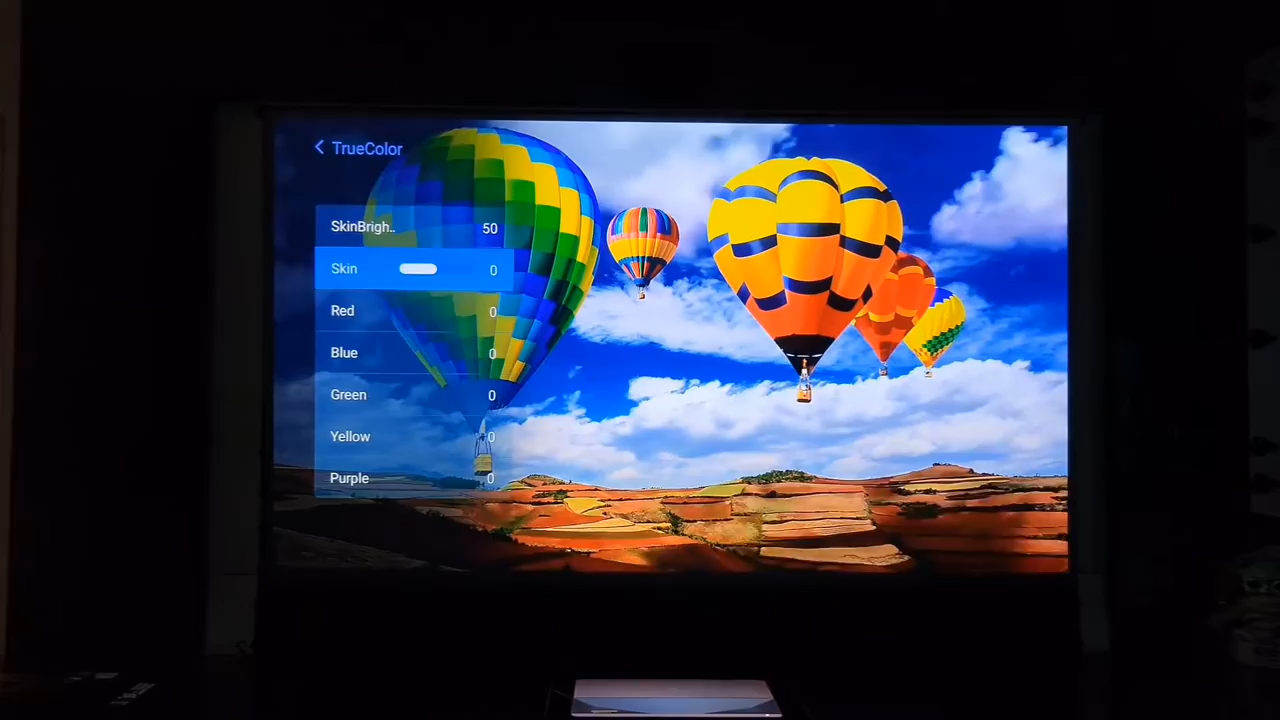 TrueColor
SkinBrigh.. 50
Skin 0
Red 0
Blue 0
Green 0
Yellow 0
Purple 0